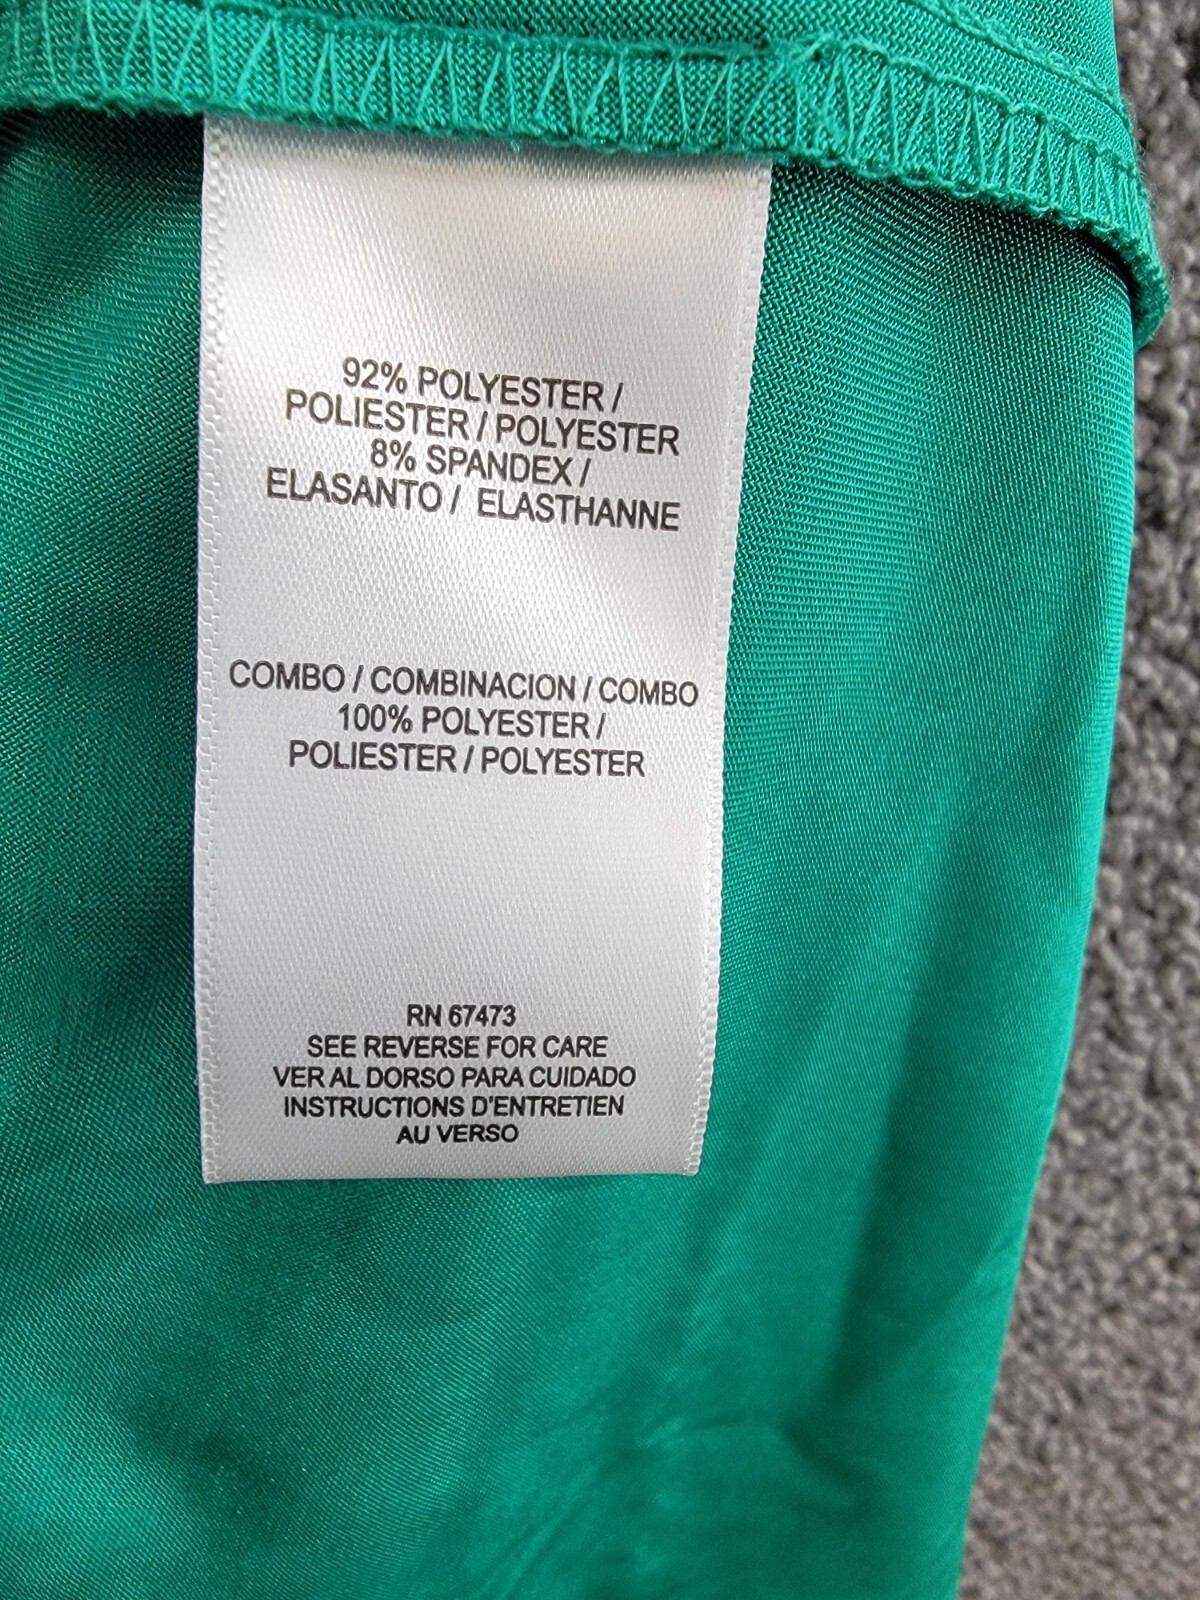 92% POLYESTER /
POLIESTER / POLYESTER
8% SPANDEX /
ELASANTO / ELASTHANNE
COMBO / COMBINACION / COMBO
100% POLYESTER /
POLIESTER / POLYESTER
RN 67473
SEE REVERSE FOR CARE
VER AL DORSO PARA CUIDADO
INSTRUCTIONS D'ENTRETIEN
AU VERSO